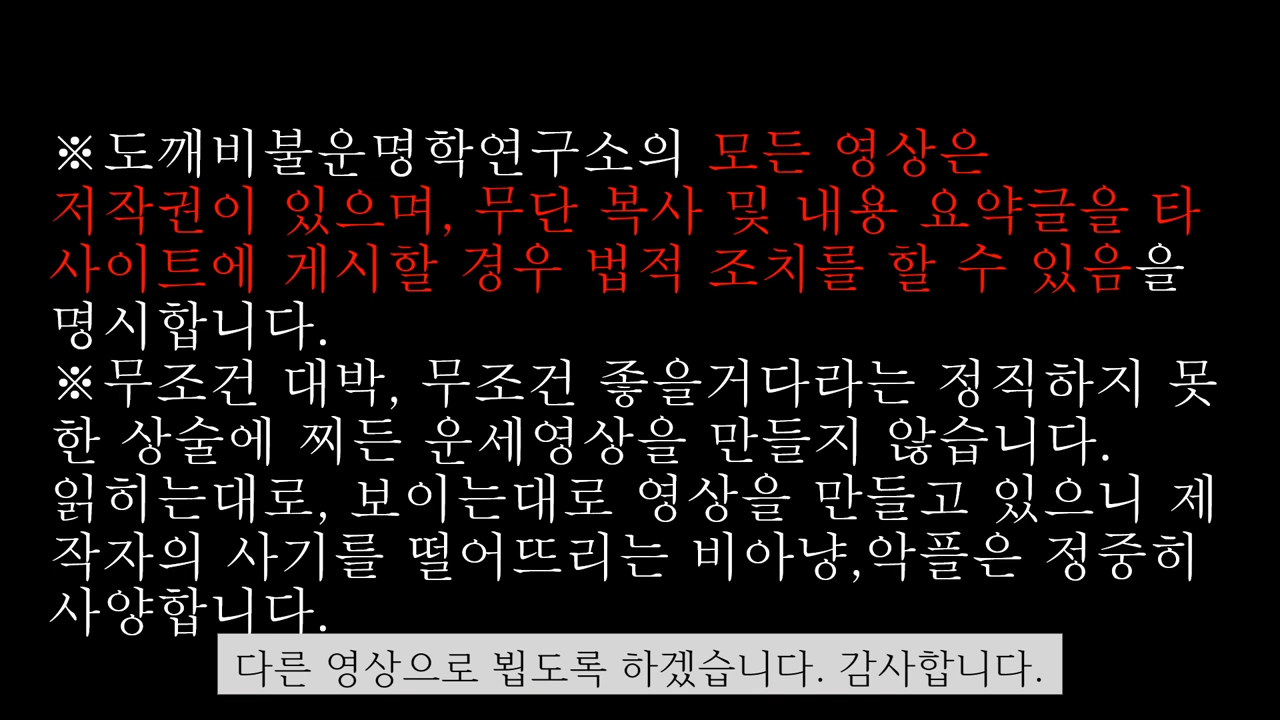 ※도깨비불운명학연구소의 모든 영상은
저작권이 있으며, 무단 복사 및 내용 요약글을 타
사이트에 게시할 경우 법적 조치를 할 수 있음을
명시합니다.
※무조건 대박, 무조건 좋을거다라는 정직하지 못
한 상술에 찌든 운세영상을 만들지 않습니다.
읽히는대로, 보이는대로 영상을 만들고 있으니 제
작자의 사기를 떨어뜨리는 비아냥,악플은 정중히
사양합니다.
다른 영상으로 뵙도록 하겠습니다. 감사합니다.